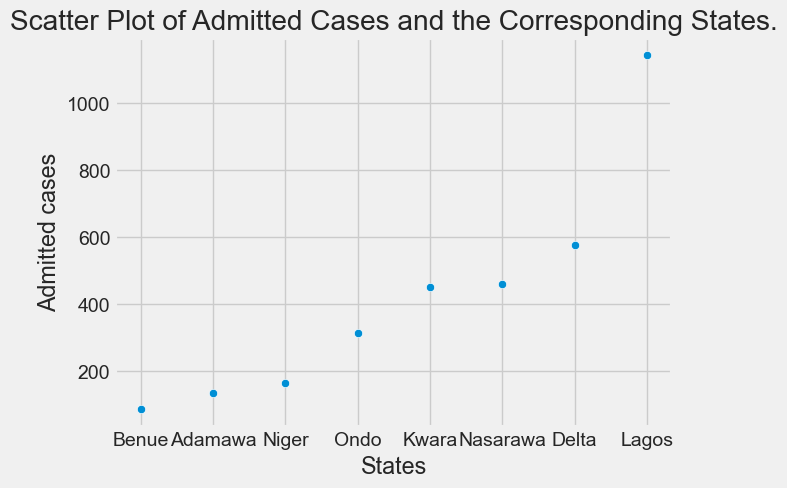 Scatter Plot of Admitted Cases and the Corresponding States.
1000
800
600
400
200
Admitted cases
Benue Adamawa Niger Ondo Kwara Nasarawa Delta Lagos
States